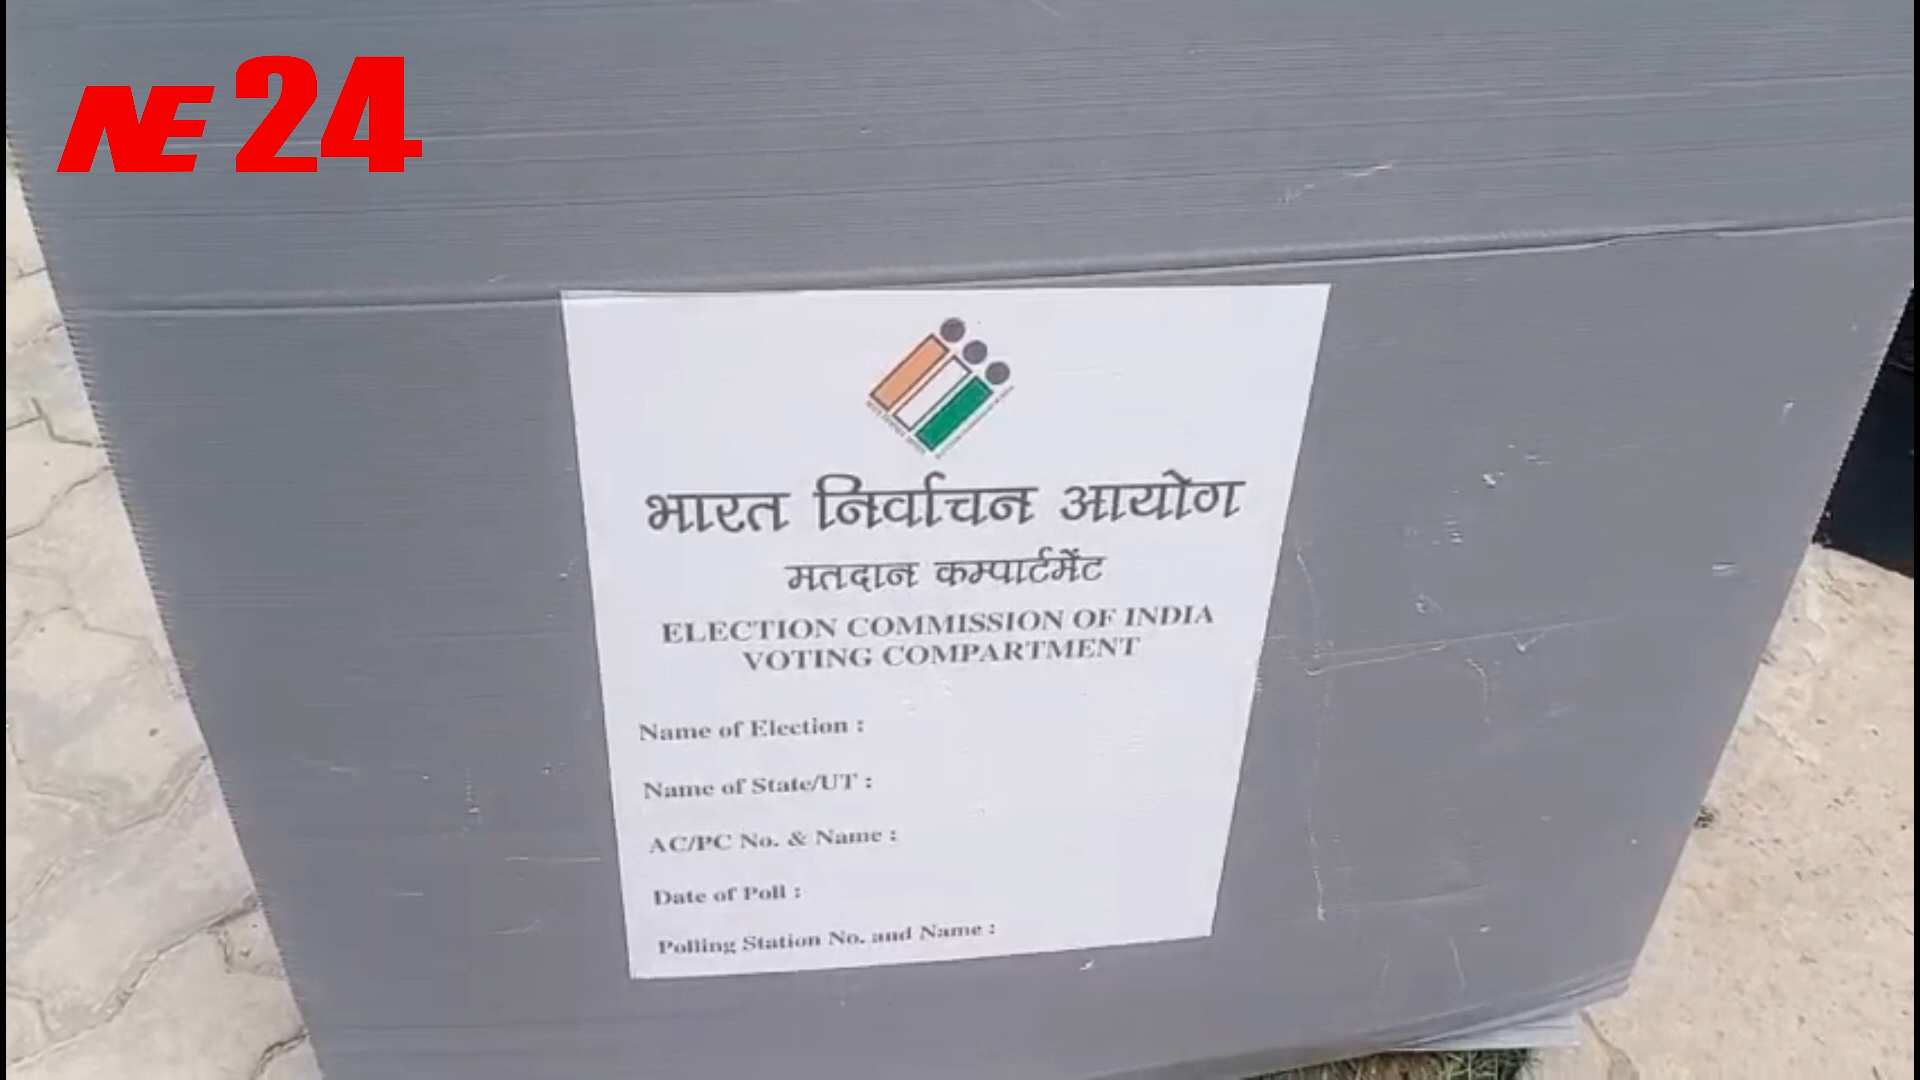 NE 24
भारत निर्वाचन आयोग
मतदान कम्पार्टमेंट
ELECTION COMMISSION OF INDIA
VOTING COMPARTMENT
Name of Election :
Name of State/UT :
AC/PC No. & Name :
Date of Poll :
Polling Station No. and Name :